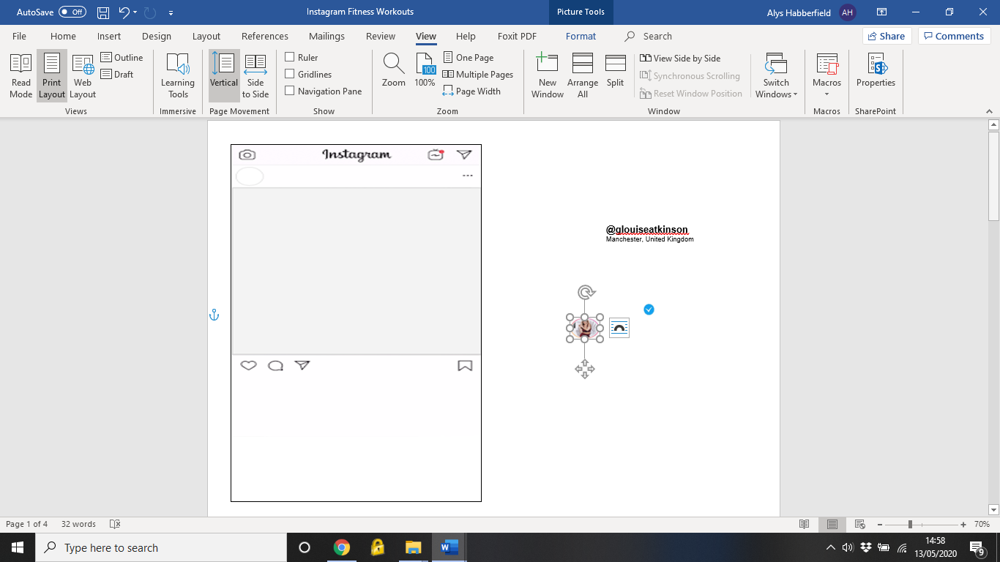 AutoSave Off
Instagram Fitness Workouts
Picture Tools
Alys Habberfield AH
File Home Insert Design Layout References Mailings Review View Help Foxit PDF Format Search Share Comments
Read Mode
Print Layout
Web Layout
Outline
Draft
Views
Learning Tools
Immersive
Vertical
Side to Side
Page Movement
Ruler
Gridlines
Navigation Pane
Show
Zoom
100
100%
One Page
Multiple Pages
Page Width
Zoom
New Window
Arrange All
Split
View Side by Side
Synchronous Scrolling
Reset Window Position
Window
Switch Windows
Macros
Macros
Properties
SharePoint
Instagram
@glouiseatkinson
Manchester, United Kingdom
Page 1 of 4 32 words
70%
Type here to search
14:58
13/05/2020
9